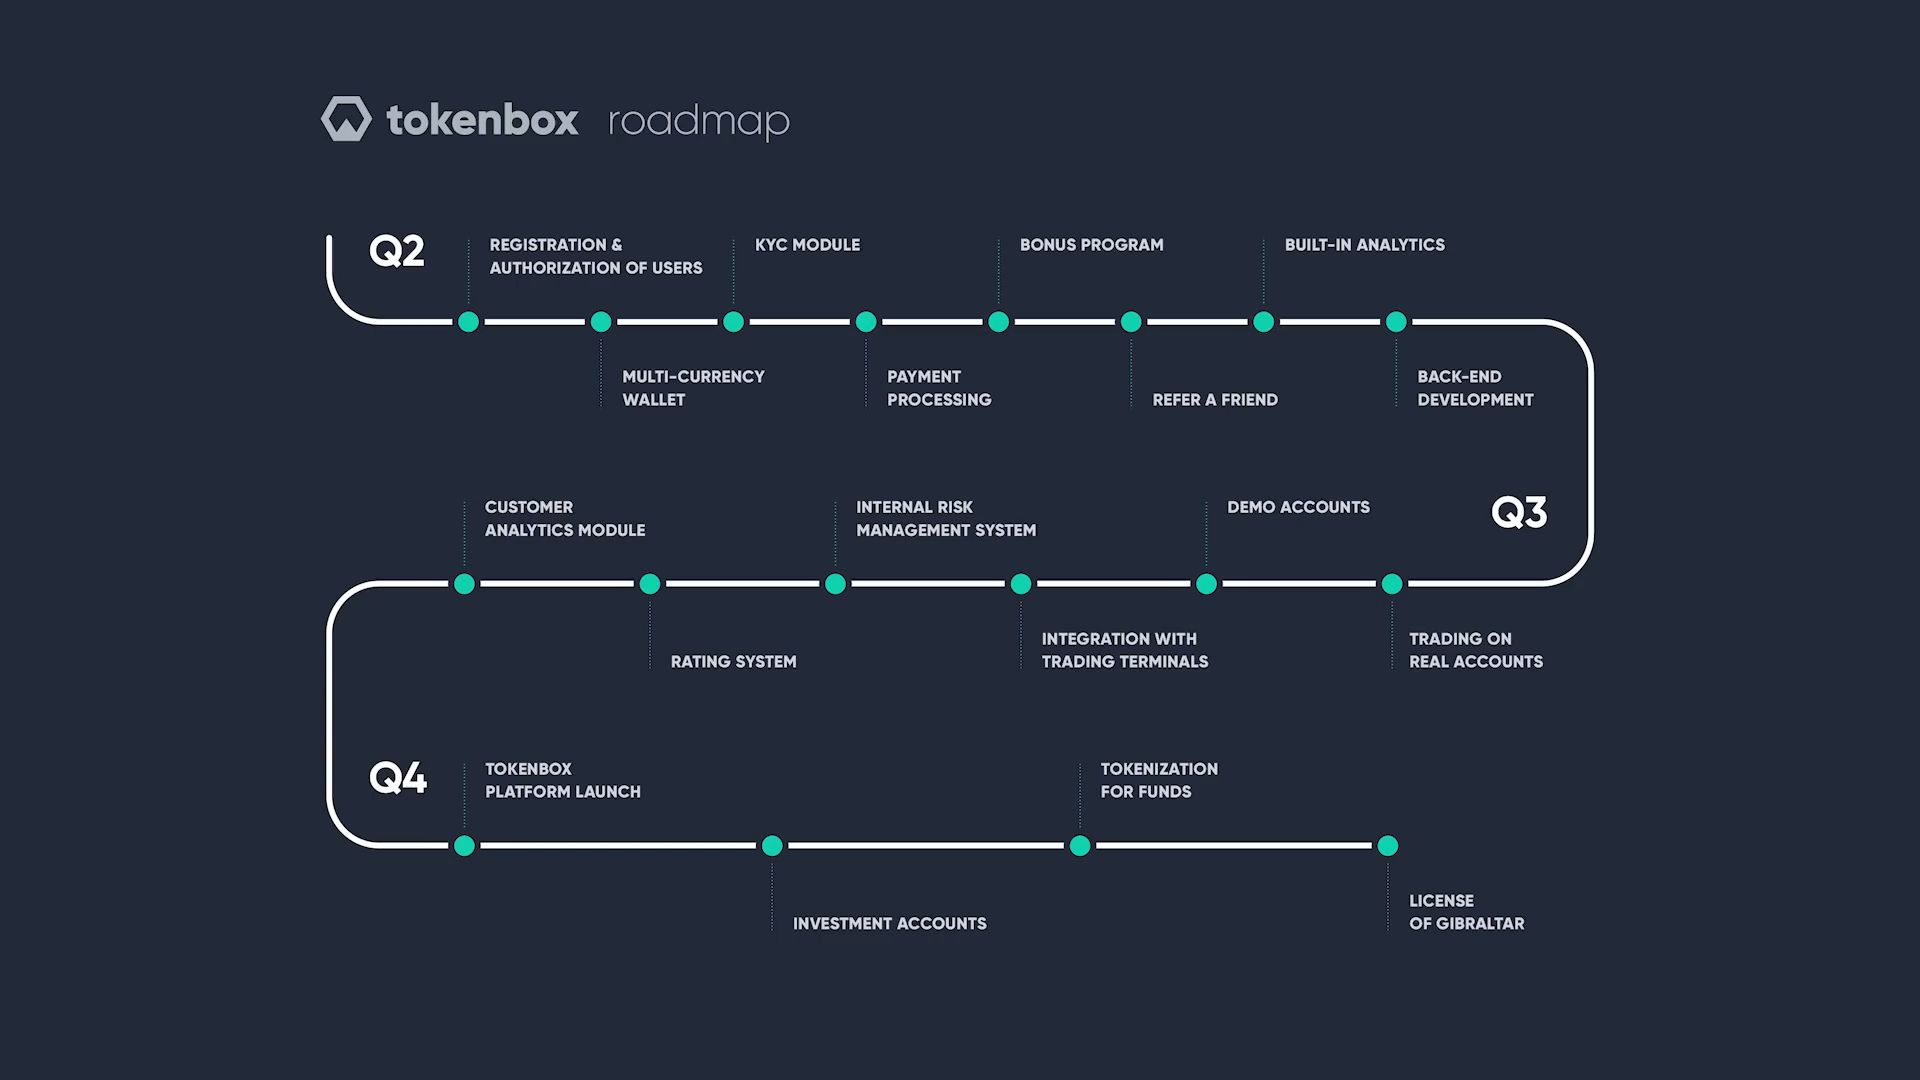 tokenbox roadmap
Q2
REGISTRATION &
AUTHORIZATION OF USERS
MULTI-CURRENCY
WALLET
KYC MODULE
PAYMENT
PROCESSING
BONUS PROGRAM
REFER A FRIEND
BUILT-IN ANALYTICS
BACK-END
DEVELOPMENT
Q3
TRADING ON
REAL ACCOUNTS
DEMO ACCOUNTS
INTEGRATION WITH
TRADING TERMINALS
INTERNAL RISK
MANAGEMENT SYSTEM
RATING SYSTEM
CUSTOMER
ANALYTICS MODULE
Q4
TOKENBOX
PLATFORM LAUNCH
INVESTMENT ACCOUNTS
TOKENIZATION
FOR FUNDS
LICENSE
OF GIBRALTAR